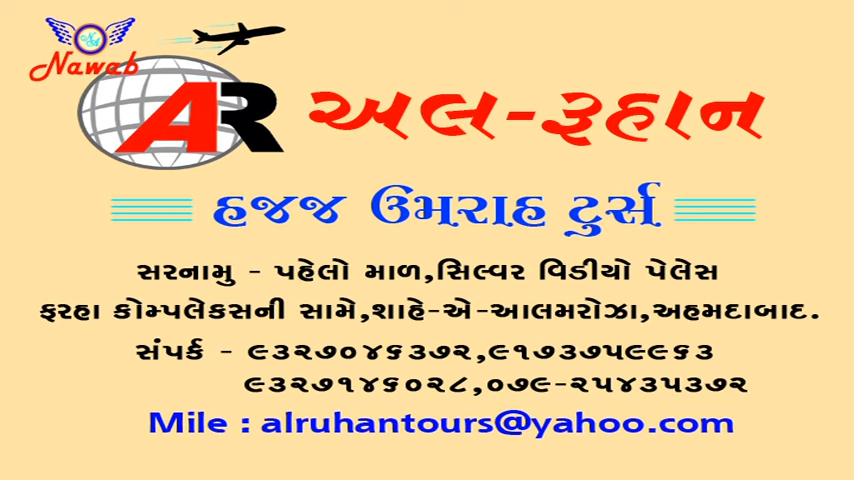 Nawab
AR અલ-રૂહાન
હજજ ઉમરાહ ટુર્સ
સરનામુ - પહેલો માળ,સિલ્વર વિડીયો પેલેસ
ફરહા કોમ્પલેકસની સામે,શાહે-એ-આલમરોઝા,અહમદાબાદ.
સંપર્ક - ૯૩૨૭૦૪૬૩૭૨,૯૧૭૩૭૫૯૯૬૩
૯૩૨૭૧૪૬૦૨૮,૦૭૯-૨૫૪૩૫૩૭૨
Mile : alruhantours@yahoo.com